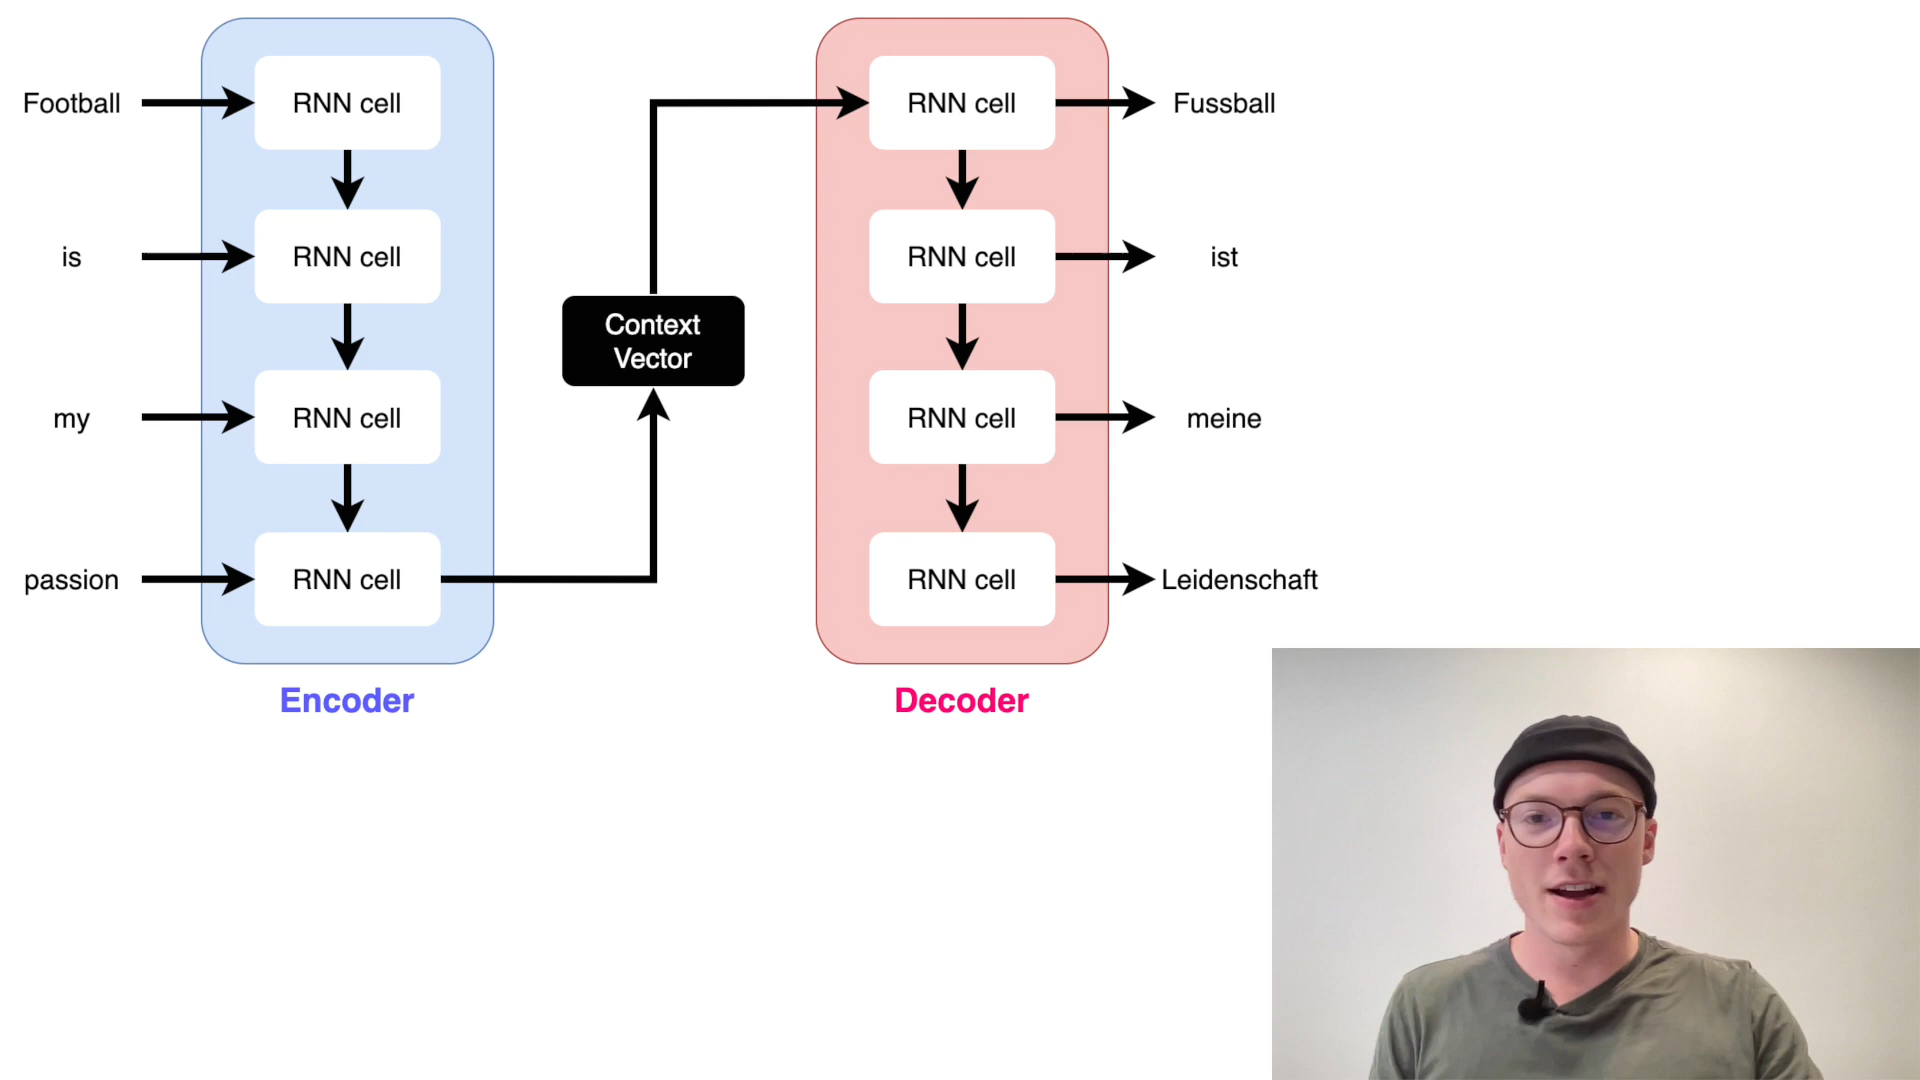 Football
RNN cell
RNN cell
Fussball
is
RNN cell
RNN cell
ist
Context
Vector
my
RNN cell
RNN cell
meine
passion
RNN cell
RNN cell
Leidenschaft
Encoder
Decoder